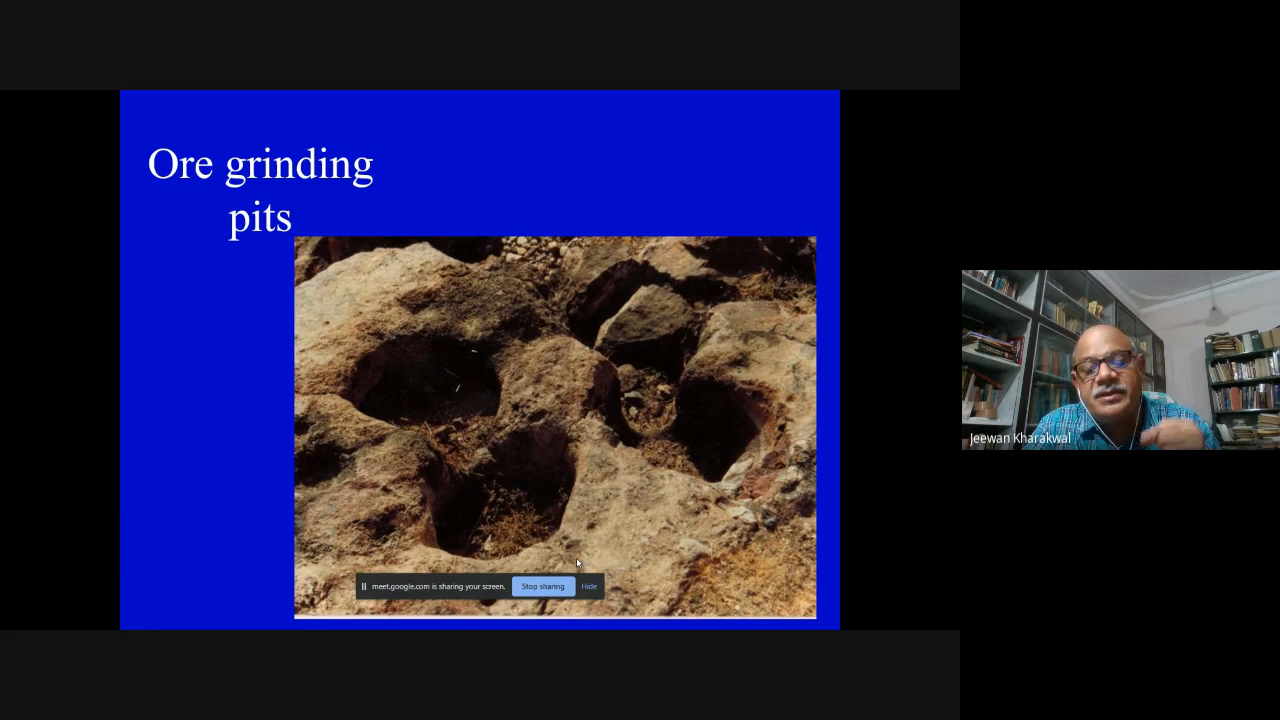 Ore grinding
pits
meet.google.com is sharing your screen.
Stop sharing
Hide
Jeewan Kharakwal